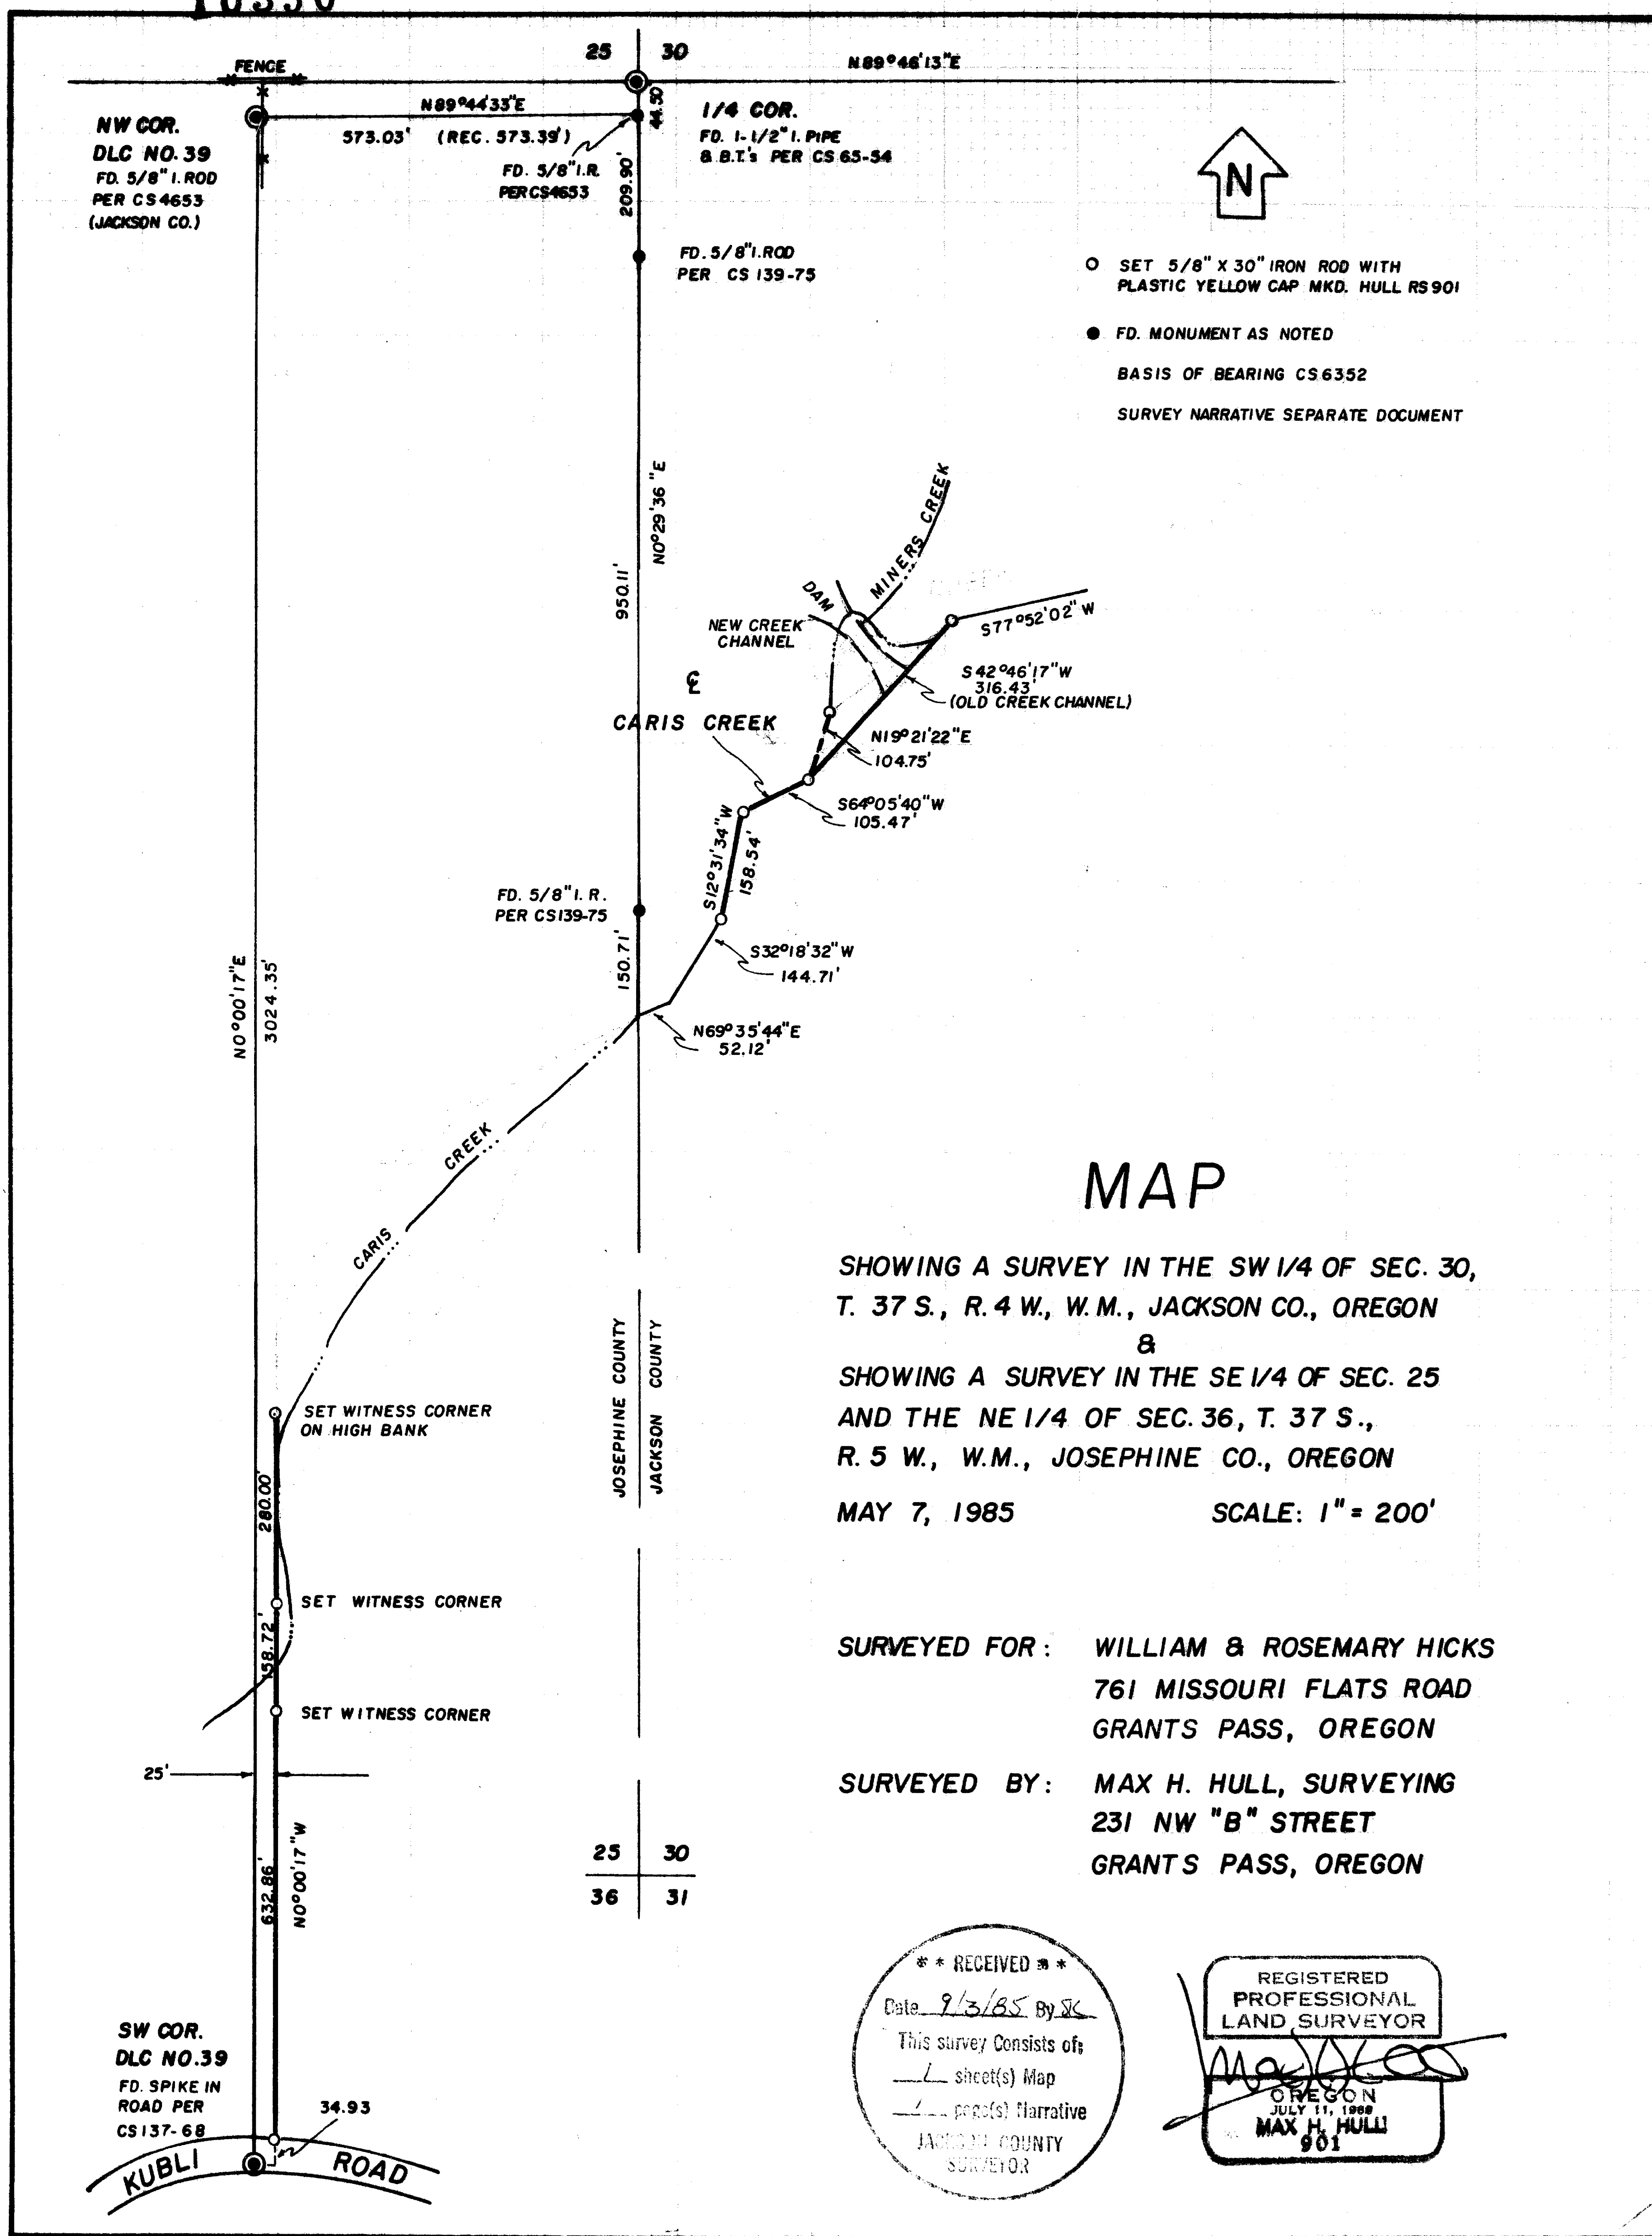 FENCE
25 30
N89°46'13"E
N89°44'33"E
573.03' (REC. 573.39')
44.50
NW COR.
DLC NO. 39
FD. 5/8" I. ROD
PER CS4653
(JACKSON CO.)
FD. 5/8" I.R.
PER CS4653
209.90'
1/4 COR.
FD. 1-1/2" I. PIPE
& B.T.'s PER CS 65-54
N
FD. 5/8" I. ROD
PER CS 139-75
SET 5/8" X 30" IRON ROD WITH
PLASTIC YELLOW CAP MKD. HULL RS901
FD. MONUMENT AS NOTED
BASIS OF BEARING CS6352
SURVEY NARRATIVE SEPARATE DOCUMENT
N0°29'36"E
950.11'
MINERS CREEK
DAM
NEW CREEK
CHANNEL
S77°52'02"W
S42°46'17"W
316.43'
(OLD CREEK CHANNEL)
℄
CARIS CREEK
N19°21'22"E
104.75'
S64°05'40"W
105.47'
S12°31'34"W
158.54'
FD. 5/8" I. R.
PER CS139-75
150.71'
S32°18'32"W
144.71'
N69°35'44"E
52.12'
N0°00'17"E
3024.35'
CARIS CREEK
JOSEPHINE COUNTY
JACKSON COUNTY
MAP
SHOWING A SURVEY IN THE SW 1/4 OF SEC. 30,
T. 37 S., R. 4 W., W. M., JACKSON CO., OREGON
&
SHOWING A SURVEY IN THE SE 1/4 OF SEC. 25
AND THE NE 1/4 OF SEC. 36, T. 37 S.,
R. 5 W., W.M., JOSEPHINE CO., OREGON
MAY 7, 1985 SCALE: 1" = 200'
SET WITNESS CORNER
ON HIGH BANK
280.00'
SET WITNESS CORNER
158.72'
SET WITNESS CORNER
25'
632.86'
N0°00'17"W
25 30
36 31
SURVEYED FOR: WILLIAM & ROSEMARY HICKS
761 MISSOURI FLATS ROAD
GRANTS PASS, OREGON
SURVEYED BY: MAX H. HULL, SURVEYING
231 NW "B" STREET
GRANTS PASS, OREGON
SW COR.
DLC NO.39
FD. SPIKE IN
ROAD PER
CS137-68
34.93
KUBLI ROAD
* * RECEIVED * *
Date 9/3/85 By
This survey Consists of:
1 sheet(s) Map
1 page(s) Narrative
JACKSON COUNTY
SURVEYOR
REGISTERED
PROFESSIONAL
LAND SURVEYOR
OREGON
JULY 11, 1969
MAX H. HULL
901